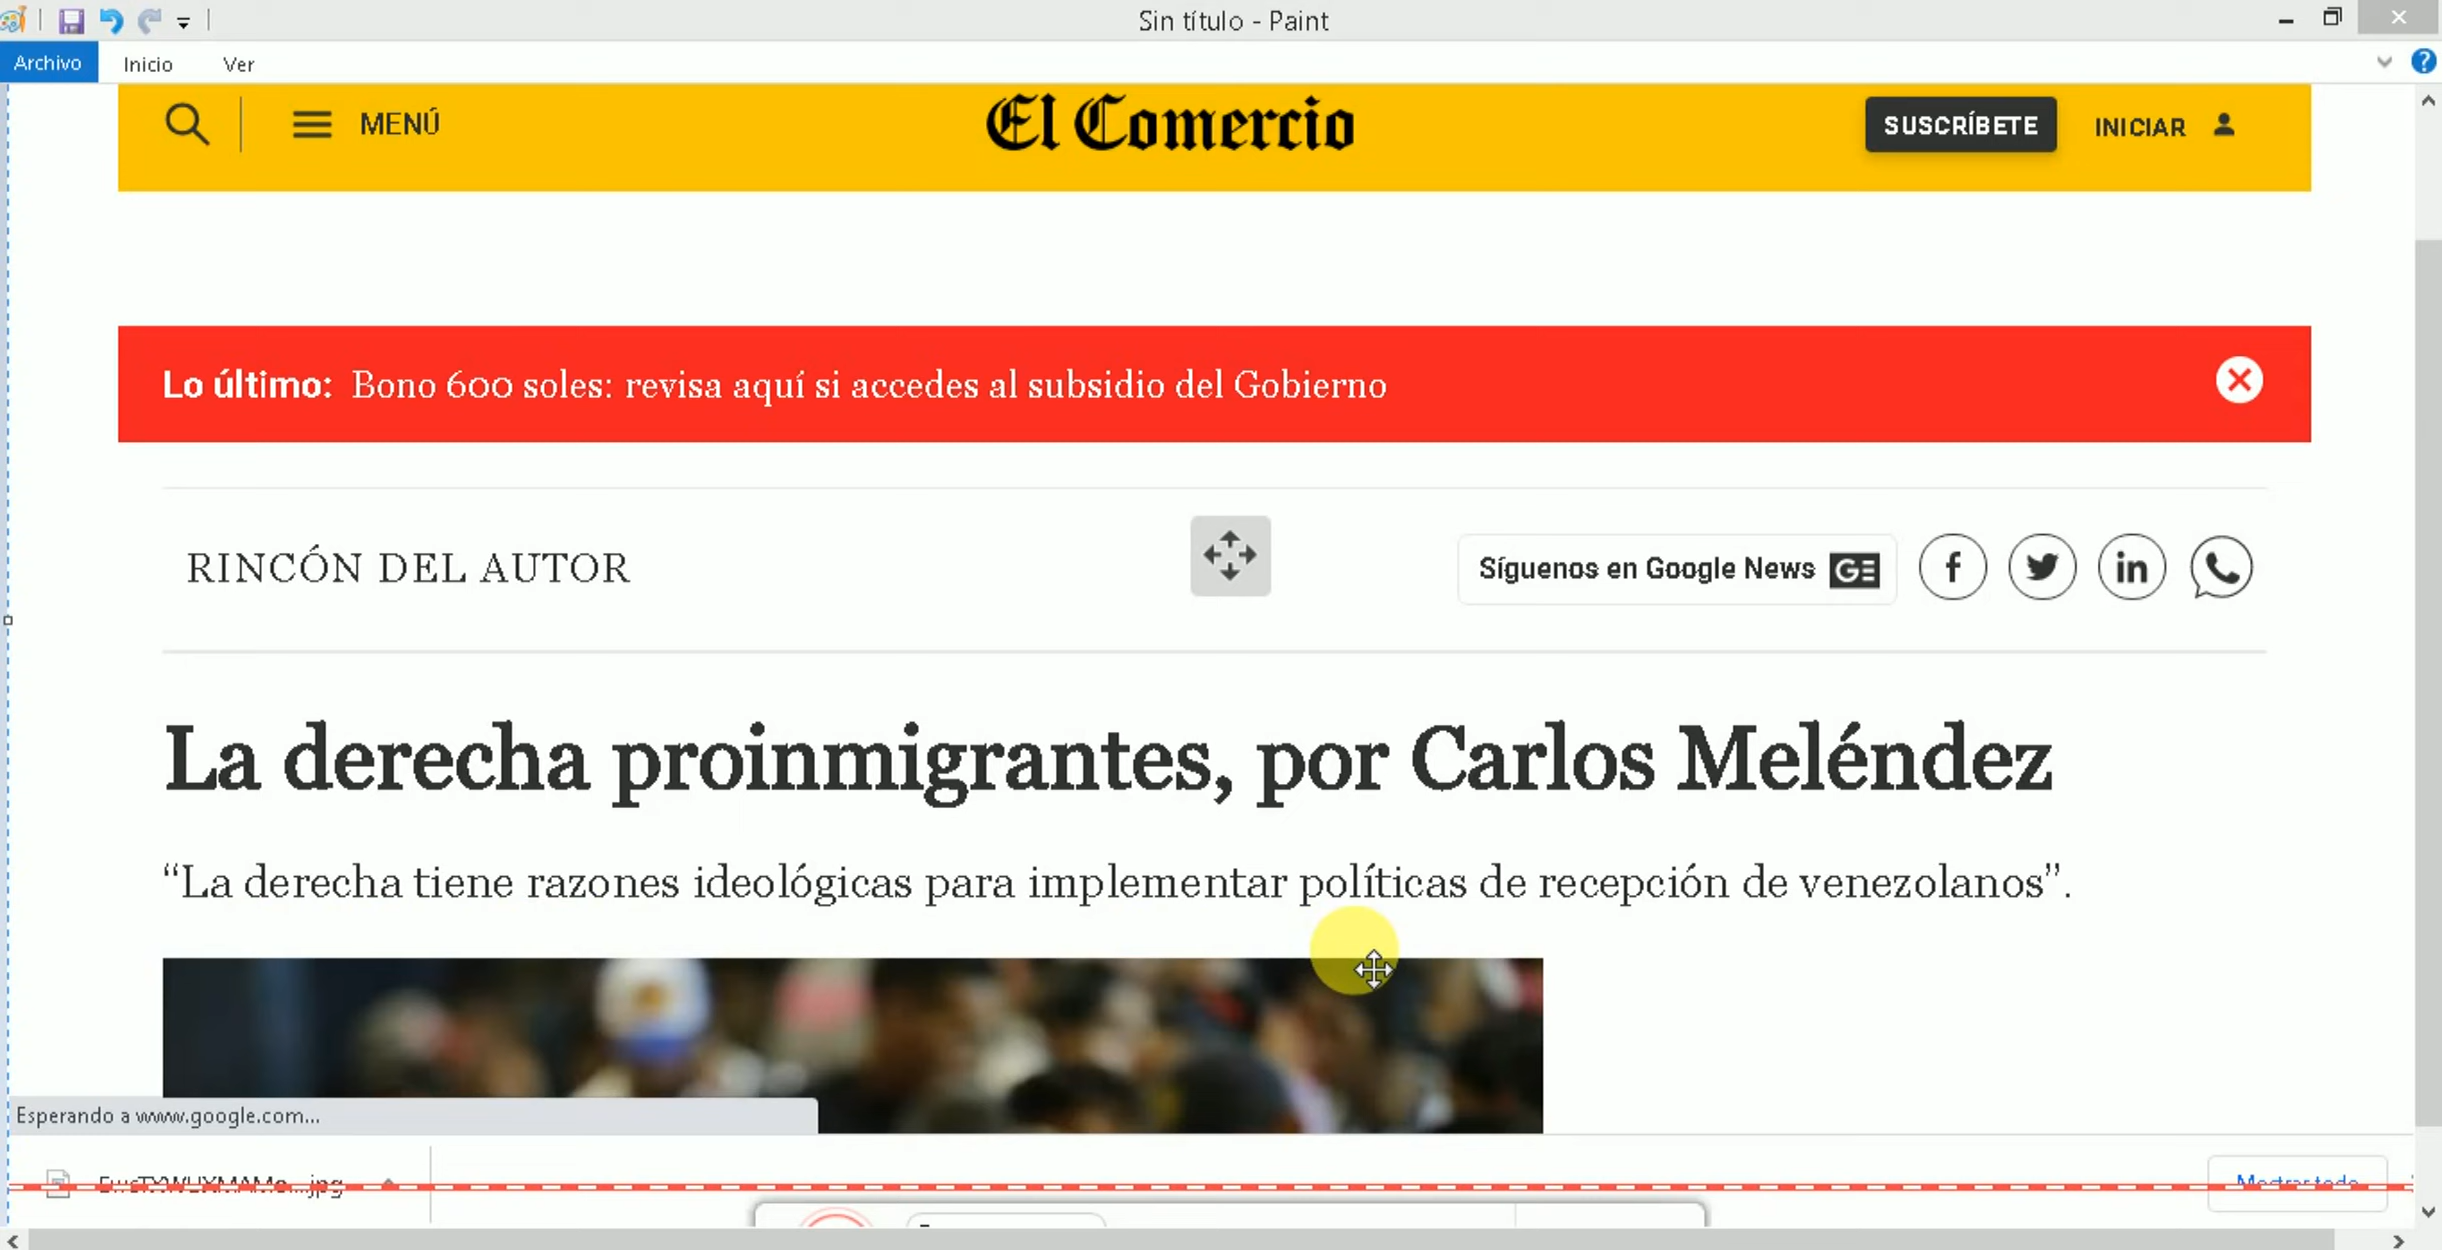 Sin título - Paint
Archivo Inicio Ver
MENÚ El Comercio SUSCRÍBETE INICIAR
Lo último: Bono 600 soles: revisa aquí si accedes al subsidio del Gobierno
RINCÓN DEL AUTOR Síguenos en Google News
La derecha proinmigrantes, por Carlos Meléndez
“La derecha tiene razones ideológicas para implementar políticas de recepción de venezolanos”.
Esperando a www.google.com...
Mostrar todo